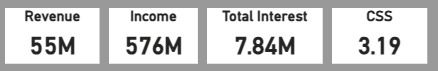 Revenue Income Total Interest CSS
55M 576M 7.84M 3.19